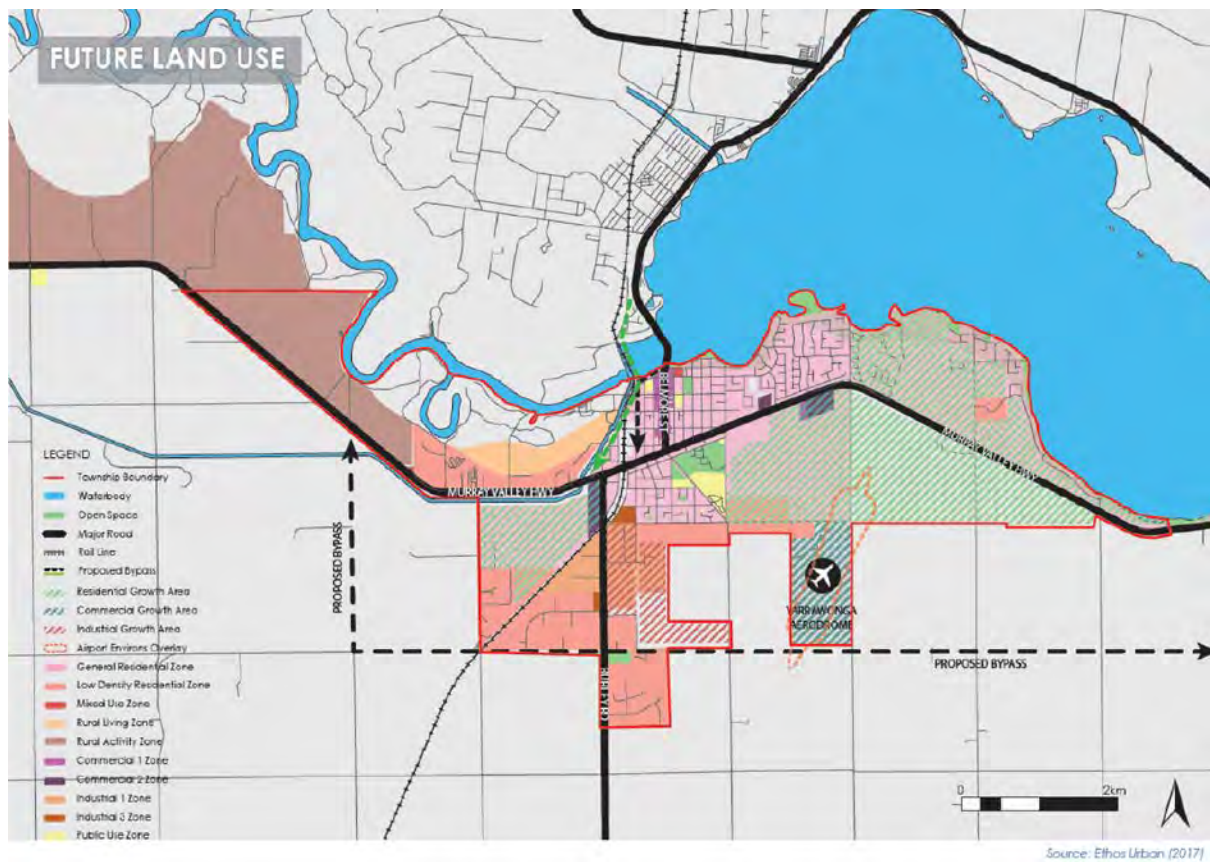 FUTURE LAND USE
BELMORE ST
MURRAY VALLEY HWY
MURRAY VALLEY HWY
PROPOSED BYPASS
YARRAWONGA
AERODROME
PROPOSED BYPASS
LEGEND
Township Boundary
Waterbody
Open Space
Major Road
Rail Line
Proposed Bypass
Residential Growth Area
Commercial Growth Area
Industrial Growth Area
Airport Environs Overlay
General Residential Zone
Low Density Residential Zone
Mixed Use Zone
Rural Living Zone
Rural Activity Zone
Commercial 1 Zone
Commercial 2 Zone
Industrial 1 Zone
Industrial 3 Zone
Public Use Zone
0 2km
Source: Ethos Urban (2017)